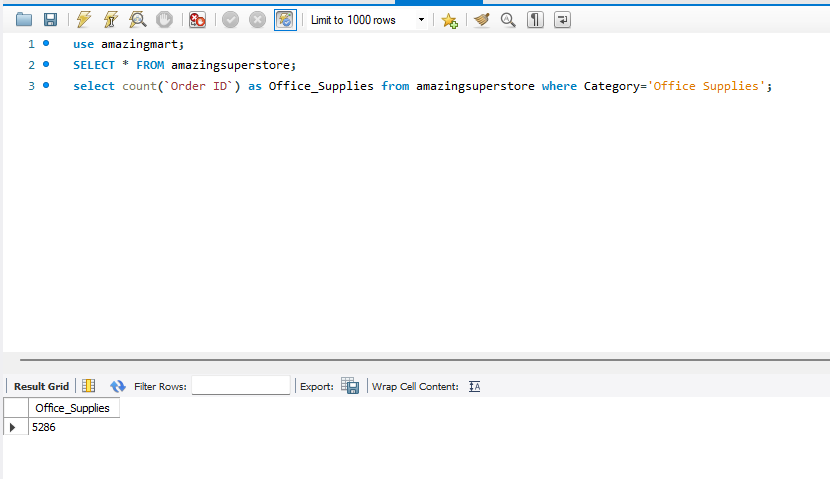 Limit to 1000 rows
1 use amazingmart;
2 SELECT * FROM amazingsuperstore;
3 select count(`Order ID`) as Office_Supplies from amazingsuperstore where Category='Office Supplies';
Result Grid Filter Rows: Export: Wrap Cell Content:
Office_Supplies
5286